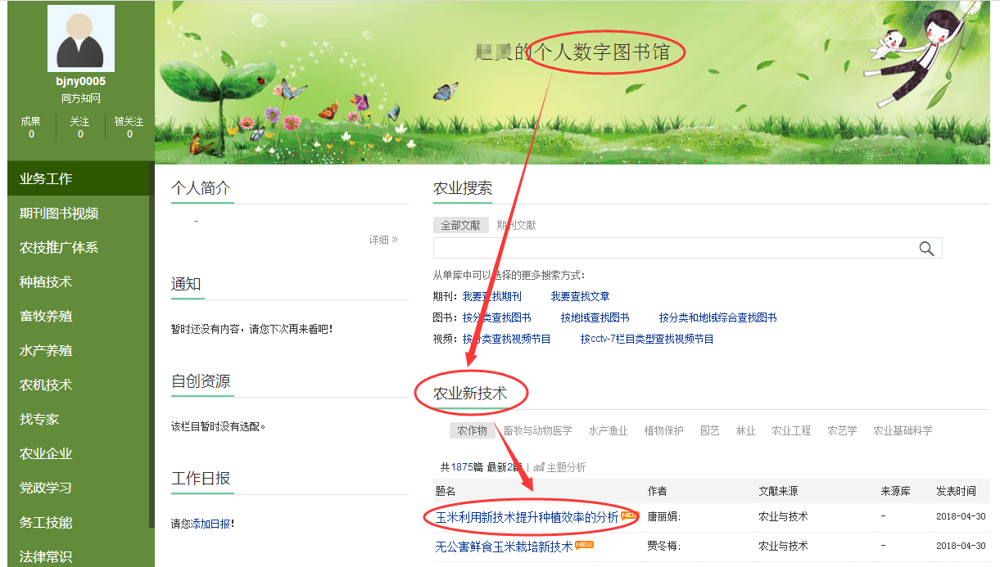 的个人数字图书馆
bjny0005
同方知网
成果 关注 被关注
0 0 0
业务工作
期刊图书视频
农技推广体系
种植技术
畜牧养殖
水产养殖
农机技术
找专家
农业企业
党政学习
务工技能
法律常识
个人简介
-
详细 »
通知
暂时还没有内容，请您下次再来看吧！
自创资源
该栏目暂时没有选配。
工作日报
请您添加日报！
农业搜索
全部文献 期刊文献
从单库中可以选择的更多搜索方式：
期刊： 我要查找期刊 我要查找文章
图书： 按分类查找图书 按地域查找图书 按分类和地域综合查找图书
视频： 按分类查找视频节目 按cctv-7栏目类型查找视频节目
农业新技术
农作物 畜牧与动物医学 水产渔业 植物保护 园艺 林业 农业工程 农艺学 农业基础科学
共1875篇 最新2篇 | 主题分析
题名 作者 文献来源 来源库 发表时间
玉米利用新技术提升种植效率的分析 NEW 唐丽娟; 农业与技术 - 2018-04-30
无公害鲜食玉米栽培新技术 NEW 贾冬梅; 农业与技术 - 2018-04-30